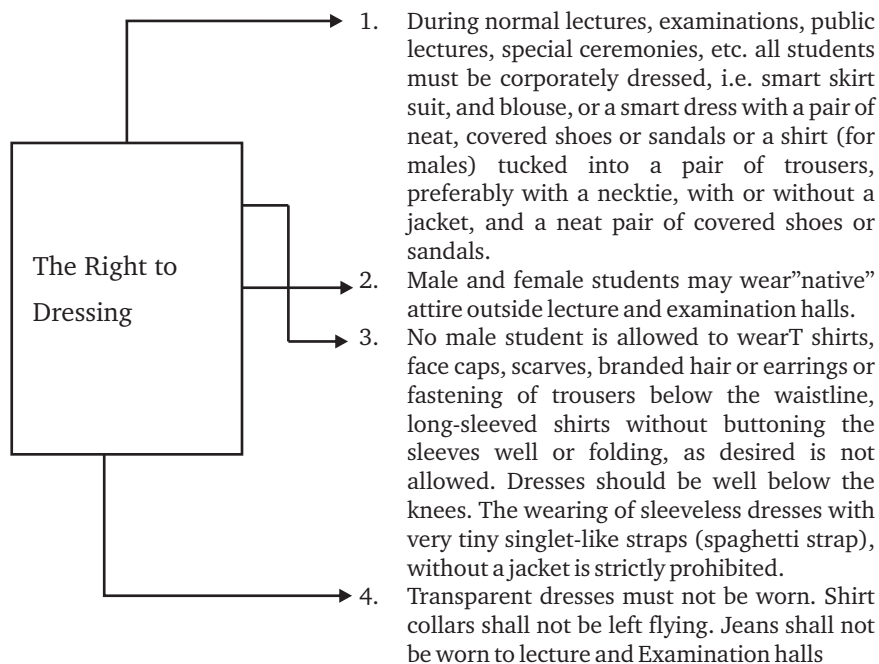 The Right to
Dressing
1. During normal lectures, examinations, public
lectures, special ceremonies, etc. all students
must be corporately dressed, i.e. smart skirt
suit, and blouse, or a smart dress with a pair of
neat, covered shoes or sandals or a shirt (for
males) tucked into a pair of trousers,
preferably with a necktie, with or without a
jacket, and a neat pair of covered shoes or
sandals.
2. Male and female students may wear”native”
attire outside lecture and examination halls.
3. No male student is allowed to wearT shirts,
face caps, scarves, branded hair or earrings or
fastening of trousers below the waistline,
long-sleeved shirts without buttoning the
sleeves well or folding, as desired is not
allowed. Dresses should be well below the
knees. The wearing of sleeveless dresses with
very tiny singlet-like straps (spaghetti strap),
without a jacket is strictly prohibited.
4. Transparent dresses must not be worn. Shirt
collars shall not be left flying. Jeans shall not
be worn to lecture and Examination halls